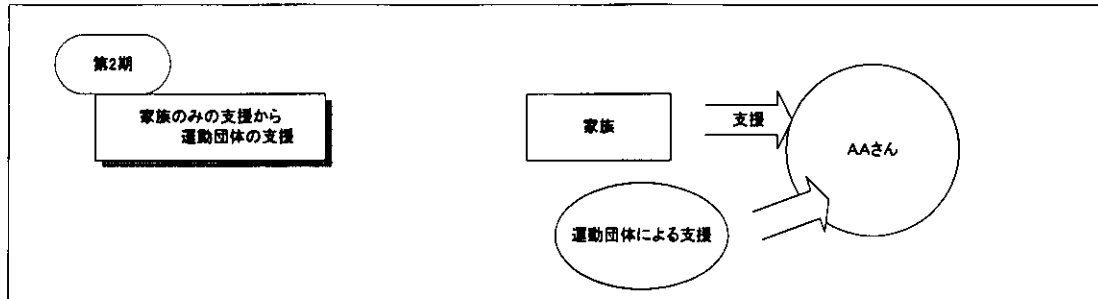 第2期
家族のみの支援から
運動団体の支援
家族
支援
AAさん
運動団体による支援